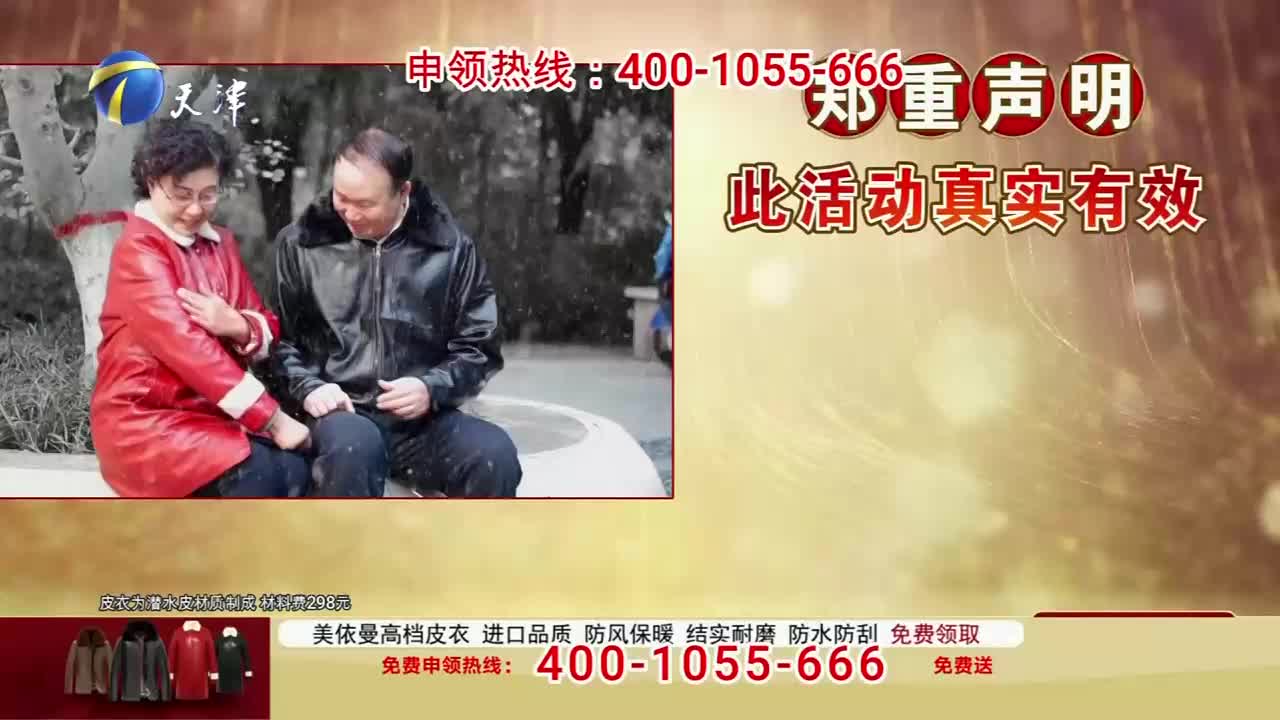 天津
申领热线：400-1055-666
郑重声明
此活动真实有效
皮衣为潜水皮材质制成 材料费298元
美依曼高档皮衣 进口品质 防风保暖 结实耐磨 防水防刮 免费领取
免费申领热线： 400-1055-666 免费送